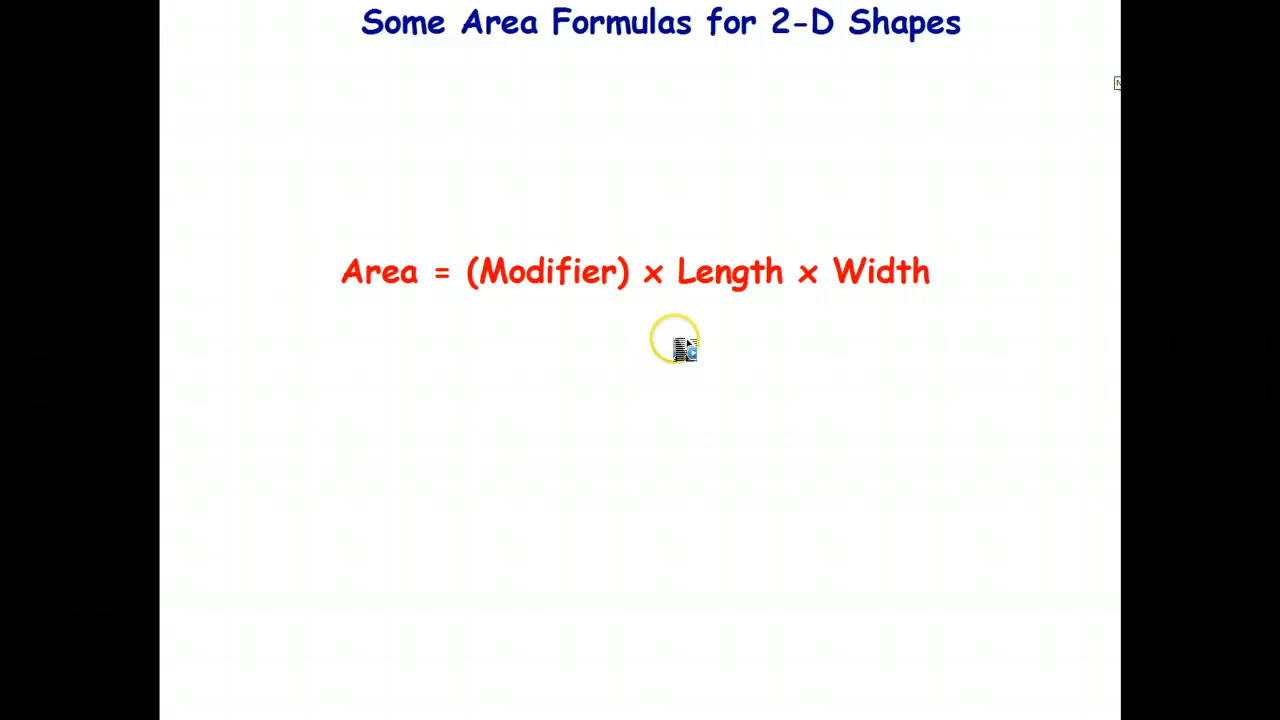 Some Area Formulas for 2-D Shapes
Area = (Modifier) x Length x Width